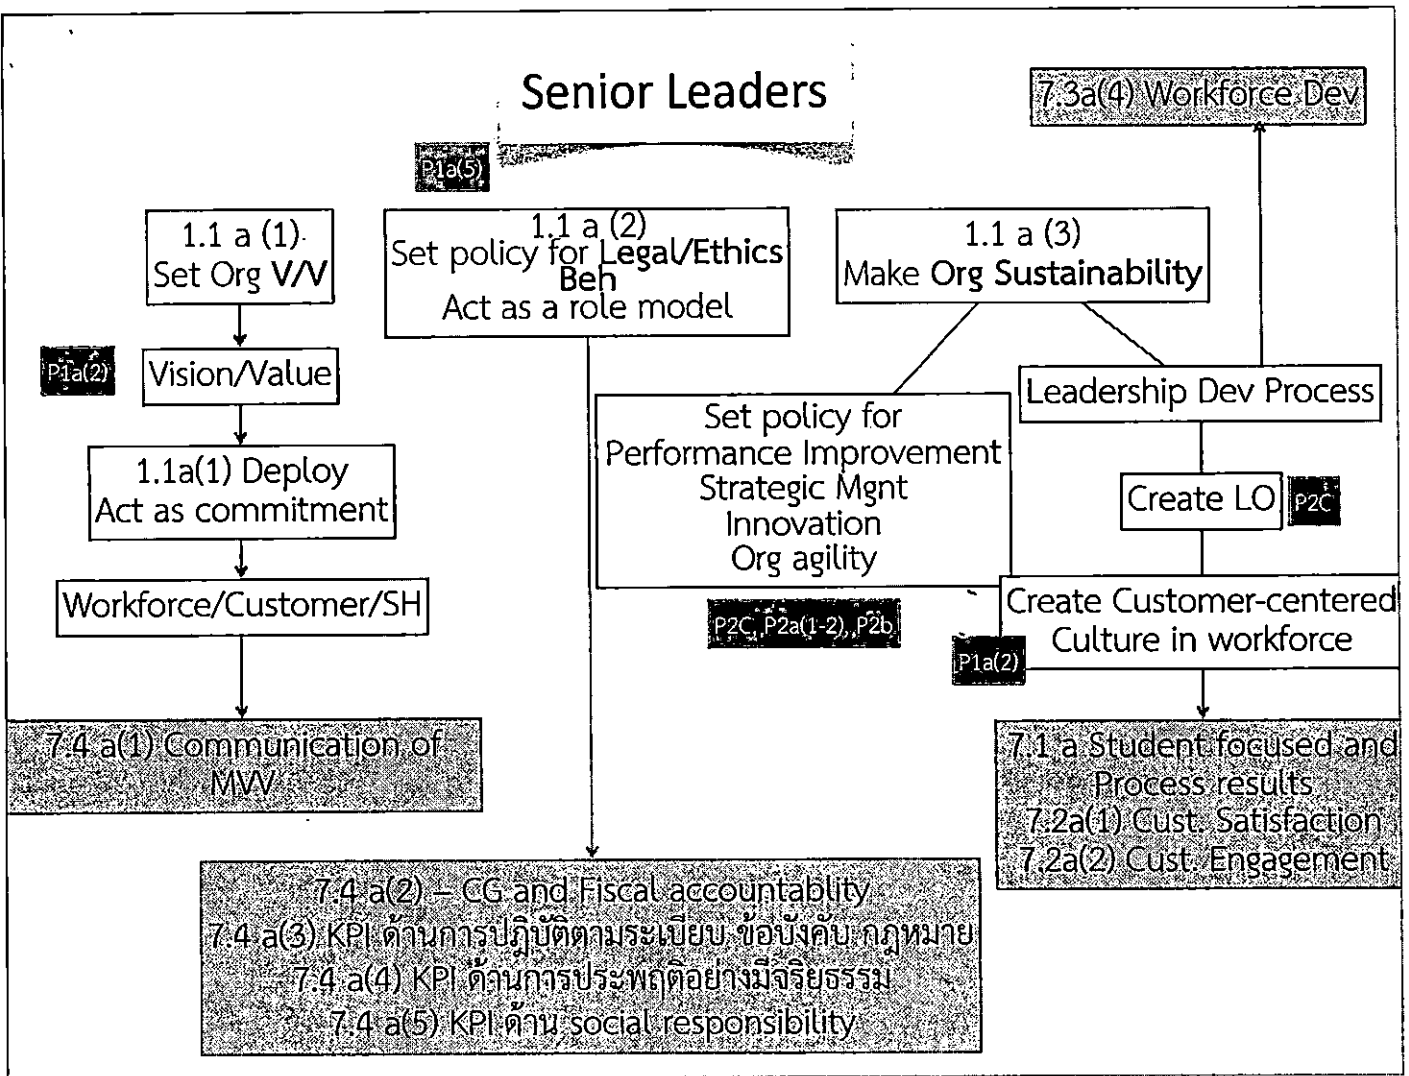 Senior Leaders
7.3a(4) Workforce Dev
P1a(5)
1.1 a (1)
Set Org V/V
1.1 a (2)
Set policy for Legal/Ethics
Beh
Act as a role model
1.1 a (3)
Make Org Sustainability
P1a(2)
Vision/Value
Leadership Dev Process
Set policy for
Performance Improvement
Strategic Mgnt
Innovation
Org agility
1.1a(1) Deploy
Act as commitment
Create LO
P2C
Workforce/Customer/SH
P2C, P2a(1-2), P2b
Create Customer-centered
Culture in workforce
P1a(2)
7.4 a(1) Communication of
MVV
7.1 a Student focused and
Process results
7.2a(1) Cust. Satisfaction
7.2a(2) Cust. Engagement
7.4 a(2) – CG and Fiscal accountablity
7.4 a(3) KPI ด้านการปฎิบัติตามระเบียบ ข้อบังคับ กฎหมาย
7.4 a(4) KPI ด้านการประพฤติอย่างมีจริยธรรม
7.4 a(5) KPI ด้าน social responsibility